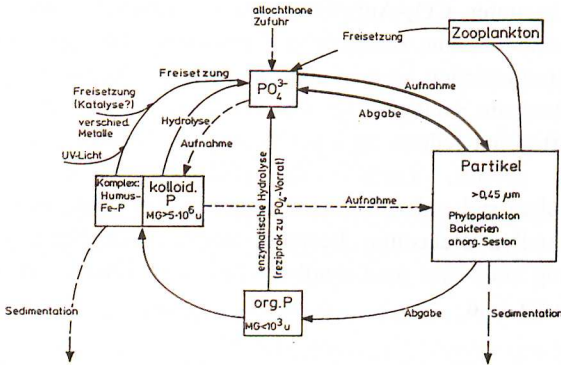 allochthone
Zufuhr
Freisetzung
Zooplankton
Freisetzung
PO₄³⁻
Aufnahme
Abgabe
Freisetzung
(Katalyse?)
verschied.
Metalle
UV-Licht
Hydrolyse
Aufnahme
Komplex:
Humus-
Fe-P
kolloid.
P
MG>5·10⁶u
Aufnahme
enzymatische Hydrolyse
(reziprok zu PO₄-Vorrat)
Partikel
>0,45 µm
Phytoplankton
Bakterien
anorg. Seston
org. P
MG<10³u
Abgabe
Sedimentation
Sedimentation